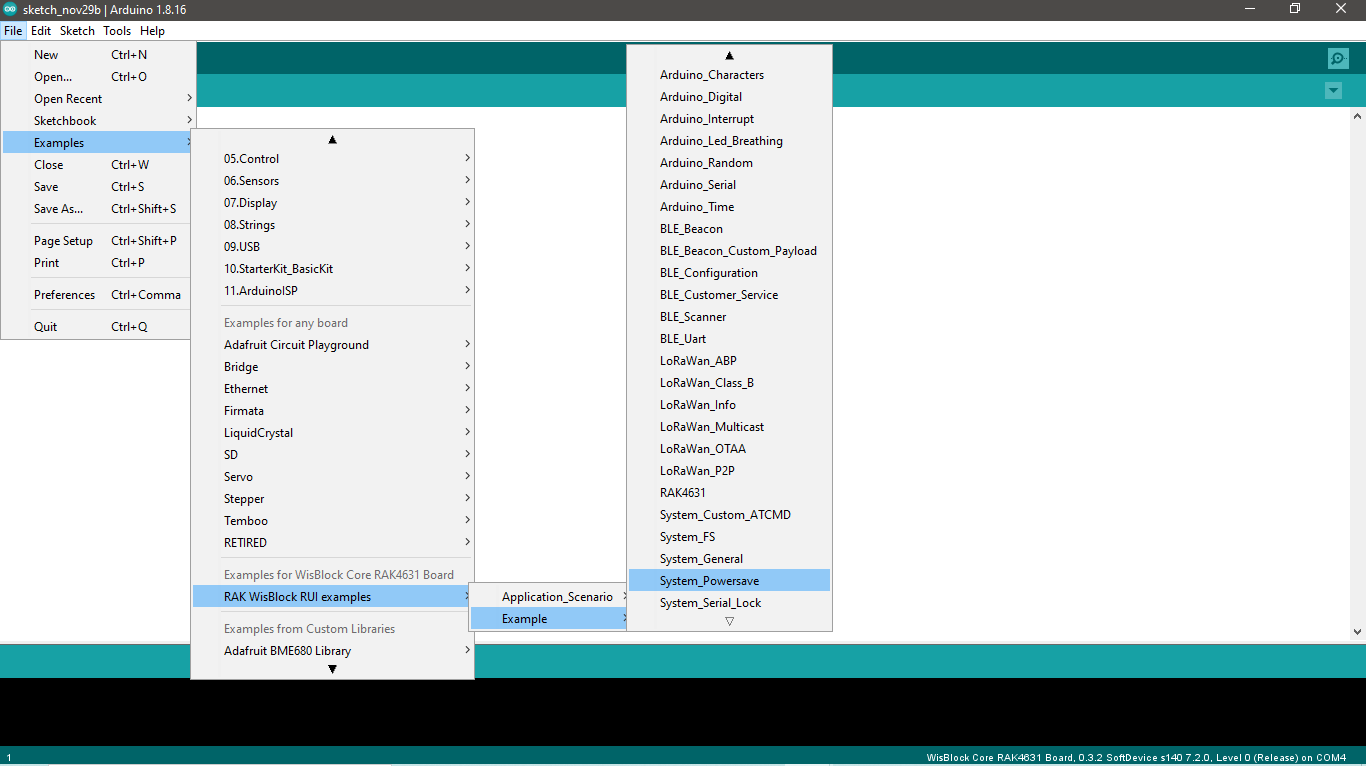 sketch_nov29b | Arduino 1.8.16
File Edit Sketch Tools Help
New Ctrl+N
Open... Ctrl+O
Open Recent
Sketchbook
Examples
Close Ctrl+W
Save Ctrl+S
Save As... Ctrl+Shift+S
Page Setup Ctrl+Shift+P
Print Ctrl+P
Preferences Ctrl+Comma
Quit Ctrl+Q
05.Control
06.Sensors
07.Display
08.Strings
09.USB
10.StarterKit_BasicKit
11.ArduinoISP
Examples for any board
Adafruit Circuit Playground
Bridge
Ethernet
Firmata
LiquidCrystal
SD
Servo
Stepper
Temboo
RETIRED
Examples for WisBlock Core RAK4631 Board
RAK WisBlock RUI examples
Examples from Custom Libraries
Adafruit BME680 Library
Application_Scenario
Example
Arduino_Characters
Arduino_Digital
Arduino_Interrupt
Arduino_Led_Breathing
Arduino_Random
Arduino_Serial
Arduino_Time
BLE_Beacon
BLE_Beacon_Custom_Payload
BLE_Configuration
BLE_Customer_Service
BLE_Scanner
BLE_Uart
LoRaWan_ABP
LoRaWan_Class_B
LoRaWan_Info
LoRaWan_Multicast
LoRaWan_OTAA
LoRaWan_P2P
RAK4631
System_Custom_ATCMD
System_FS
System_General
System_Powersave
System_Serial_Lock
1
WisBlock Core RAK4631 Board, 0.3.2 SoftDevice s140 7.2.0, Level 0 (Release) on COM4